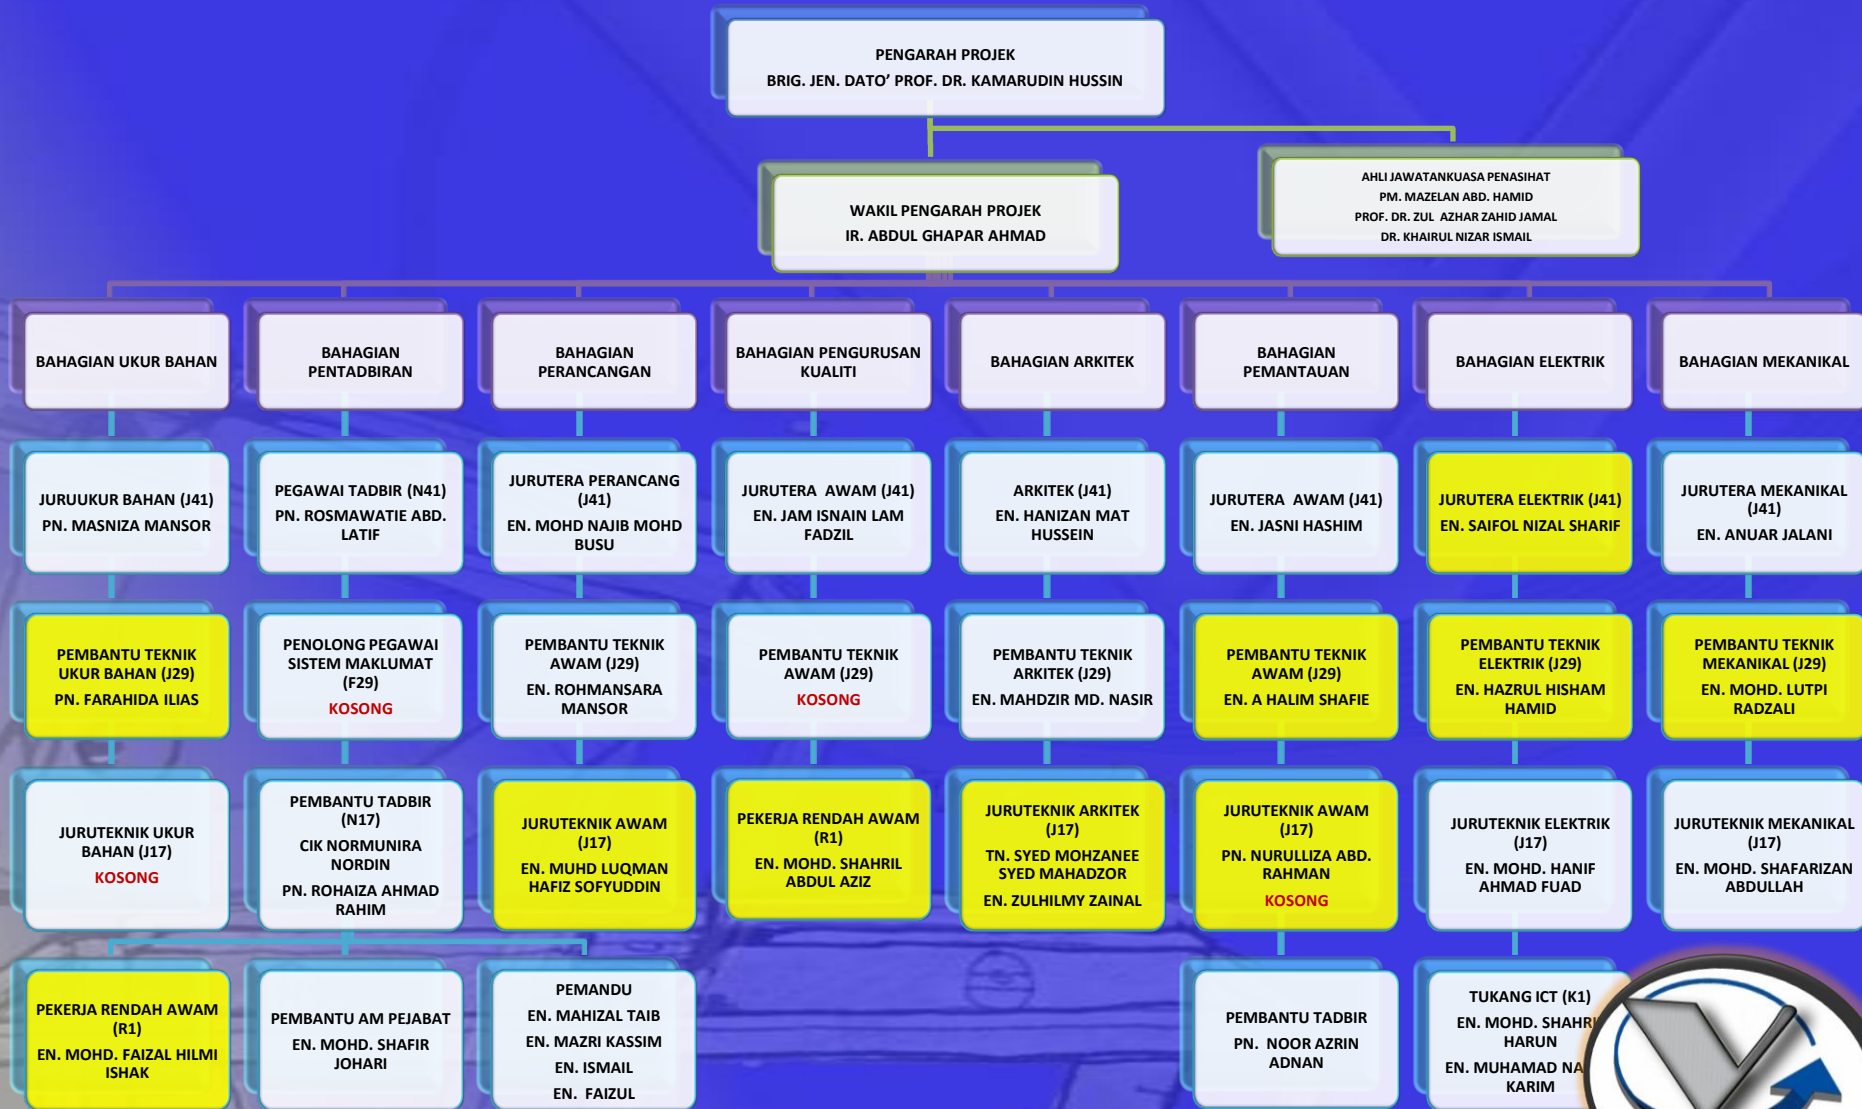 PENGARAH PROJEK
BRIG. JEN. DATO' PROF. DR. KAMARUDIN HUSSIN
WAKIL PENGARAH PROJEK
IR. ABDUL GHAPAR AHMAD
AHLI JAWATANKUASA PENASIHAT
PM. MAZELAN ABD. HAMID
PROF. DR. ZUL AZHAR ZAHID JAMAL
DR. KHAIRUL NIZAR ISMAIL
BAHAGIAN UKUR BAHAN
BAHAGIAN
PENTADBIRAN
BAHAGIAN
PERANCANGAN
BAHAGIAN PENGURUSAN
KUALITI
BAHAGIAN ARKITEK
BAHAGIAN
PEMANTAUAN
BAHAGIAN ELEKTRIK
BAHAGIAN MEKANIKAL
JURUUKUR BAHAN (J41)
PN. MASNIZA MANSOR
PEGAWAI TADBIR (N41)
PN. ROSMAWATIE ABD.
LATIF
JURUTERA PERANCANG
(J41)
EN. MOHD NAJIB MOHD
BUSU
JURUTERA AWAM (J41)
EN. JAM ISNAIN LAM
FADZIL
ARKITEK (J41)
EN. HANIZAN MAT
HUSSEIN
JURUTERA AWAM (J41)
EN. JASNI HASHIM
JURUTERA ELEKTRIK (J41)
EN. SAIFOL NIZAL SHARIF
JURUTERA MEKANIKAL
(J41)
EN. ANUAR JALANI
PEMBANTU TEKNIK
UKUR BAHAN (J29)
PN. FARAHIDA ILIAS
PENOLONG PEGAWAI
SISTEM MAKLUMAT
(F29)
KOSONG
PEMBANTU TEKNIK
AWAM (J29)
EN. ROHMANSARA
MANSOR
PEMBANTU TEKNIK
AWAM (J29)
KOSONG
PEMBANTU TEKNIK
ARKITEK (J29)
EN. MAHDZIR MD. NASIR
PEMBANTU TEKNIK
AWAM (J29)
EN. A HALIM SHAFIE
PEMBANTU TEKNIK
ELEKTRIK (J29)
EN. HAZRUL HISHAM
HAMID
PEMBANTU TEKNIK
MEKANIKAL (J29)
EN. MOHD. LUTPI
RADZALI
JURUTEKNIK UKUR
BAHAN (J17)
KOSONG
PEMBANTU TADBIR
(N17)
CIK NORMUNIRA
NORDIN
PN. ROHAIZA AHMAD
RAHIM
JURUTEKNIK AWAM
(J17)
EN. MUHD LUQMAN
HAFIZ SOFYUDDIN
PEKERJA RENDAH AWAM
(R1)
EN. MOHD. SHAHRIL
ABDUL AZIZ
JURUTEKNIK ARKITEK
(J17)
TN. SYED MOHZANEE
SYED MAHADZOR
EN. ZULHILMY ZAINAL
JURUTEKNIK AWAM
(J17)
PN. NURULLIZA ABD.
RAHMAN
KOSONG
JURUTEKNIK ELEKTRIK
(J17)
EN. MOHD. HANIF
AHMAD FUAD
JURUTEKNIK MEKANIKAL
(J17)
EN. MOHD. SHAFARIZAN
ABDULLAH
PEKERJA RENDAH AWAM
(R1)
EN. MOHD. FAIZAL HILMI
ISHAK
PEMBANTU AM PEJABAT
EN. MOHD. SHAFIR
JOHARI
PEMANDU
EN. MAHIZAL TAIB
EN. MAZRI KASSIM
EN. ISMAIL
EN. FAIZUL
PEMBANTU TADBIR
PN. NOOR AZRIN
ADNAN
TUKANG ICT (K1)
EN. MOHD.
HARUN
EN. MUHAMAD
KARIM